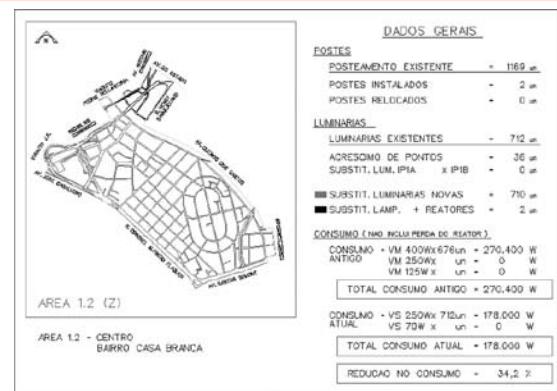 DADOS GERAIS
POSTES
POSTEAMENTO EXISTENTE - 1169 un
POSTES INSTALADOS - 2 un
POSTES RELOCADOS - 0 un
LUMINARIAS
LUMINARIAS EXISTENTES - 712 un
ACRESCIMO DE PONTOS - 36 un
SUBSTIT. LUM. IP1A x IP1B - 0 un
SUBSTIT. LUMINARIAS NOVAS - 710 un
SUBSTIT. LAMP. + REATORES - 2 un
CONSUMO (NAO INCLUI PERDA DO REATOR)
CONSUMO - VM 400Wx676un - 270.400 W
ANTIGO VM 250Wx un - 0 W
VM 125W x un - 0 W
TOTAL CONSUMO ANTIGO = 270.400 W
CONSUMO - VS 250Wx 712un - 178.000 W
ATUAL VS 70W x un - 0 W
TOTAL CONSUMO ATUAL = 178.000 W
REDUCAO NO CONSUMO - 34,2 %
AV. QUEIROZ DOS SANTOS
AREA 1.2 (Z)
AREA 1.2 - CENTRO
BAIRRO CASA BRANCA